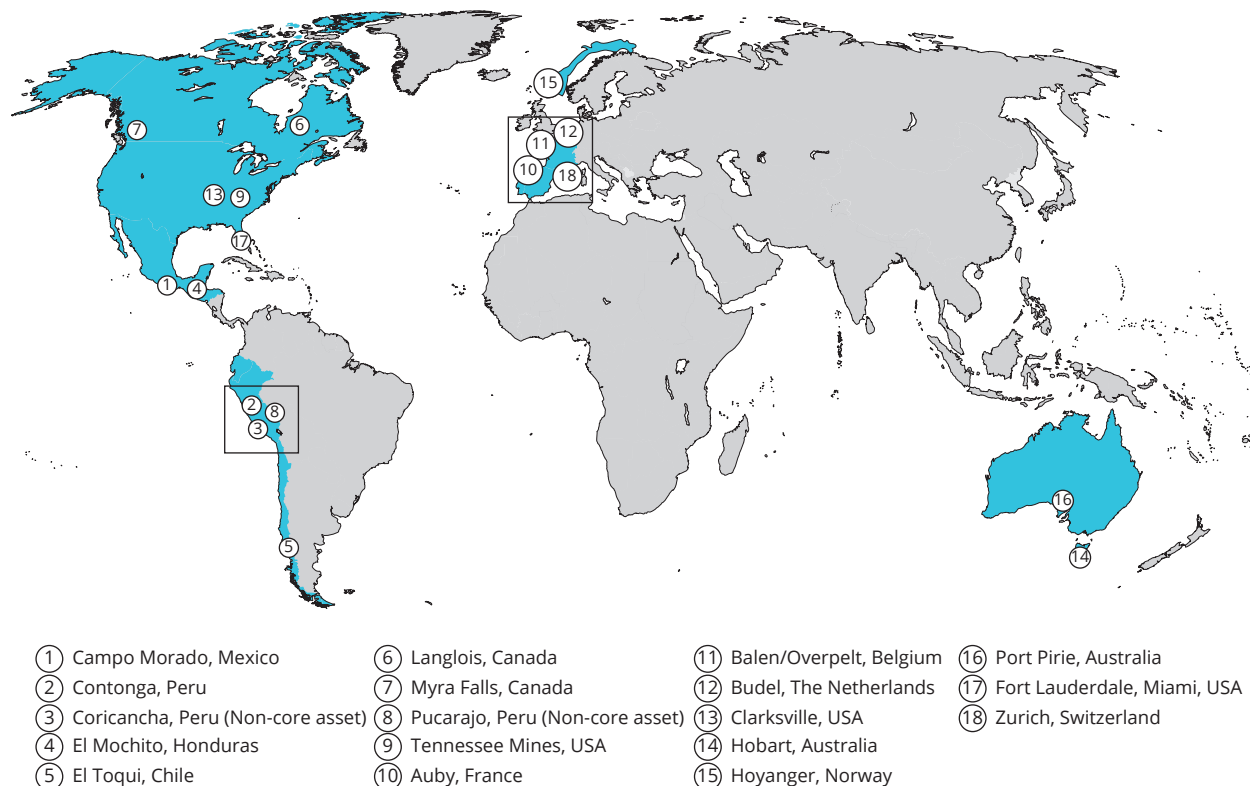 15
7
6
12
11
10
18
13
9
17
1
4
2
8
3
16
5
14
1 Campo Morado, Mexico
2 Contonga, Peru
3 Coricancha, Peru (Non-core asset)
4 El Mochito, Honduras
5 El Toqui, Chile
6 Langlois, Canada
7 Myra Falls, Canada
8 Pucarajo, Peru (Non-core asset)
9 Tennessee Mines, USA
10 Auby, France
11 Balen/Overpelt, Belgium
12 Budel, The Netherlands
13 Clarksville, USA
14 Hobart, Australia
15 Hoyanger, Norway
16 Port Pirie, Australia
17 Fort Lauderdale, Miami, USA
18 Zurich, Switzerland